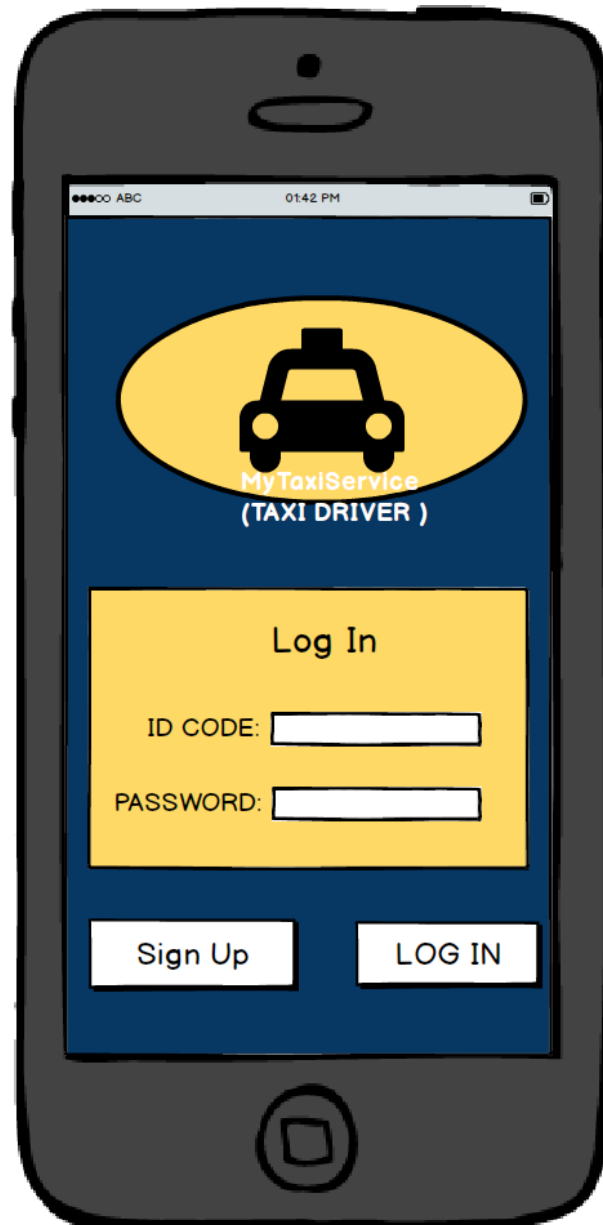 ABC 01:42 PM
MyTaxiService
(TAXI DRIVER )
Log In
ID CODE:
PASSWORD:
Sign Up LOG IN